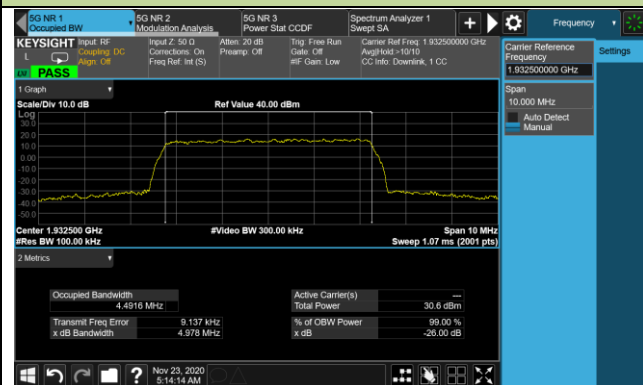 5G NR 1
Occupied BW
5G NR 2
Modulation Analysis
5G NR 3
Power Stat CCDF
Spectrum Analyzer 1
Swept SA
Frequency
KEYSIGHT
L
Input: RF
Coupling: DC
Align: Off
Input Z: 50 Ω
Corrections: On
Freq Ref: Int (S)
Atten: 20 dB
Preamp: Off
Trig: Free Run
Gate: Off
#IF Gain: Low
Carrier Ref Freq: 1.932500000 GHz
Avg|Hold:>10/10
CC Info: Downlink, 1 CC
PASS
Carrier Reference
Frequency
1.932500000 GHz
Settings
Span
10.000 MHz
Auto Detect
Manual
1 Graph
Scale/Div 10.0 dB
Ref Value 40.00 dBm
Log
30.0
20.0
10.0
0.00
-10.0
-20.0
-30.0
-40.0
-50.0
Center 1.932500 GHz
#Video BW 300.00 kHz
Span 10 MHz
#Res BW 100.00 kHz
Sweep 1.07 ms (2001 pts)
2 Metrics
Occupied Bandwidth
4.4916 MHz
Active Carrier(s)
---
Total Power
30.6 dBm
Transmit Freq Error
9.137 kHz
% of OBW Power
99.00 %
x dB Bandwidth
4.978 MHz
x dB
-26.00 dB
?
Nov 23, 2020
5:14:14 AM